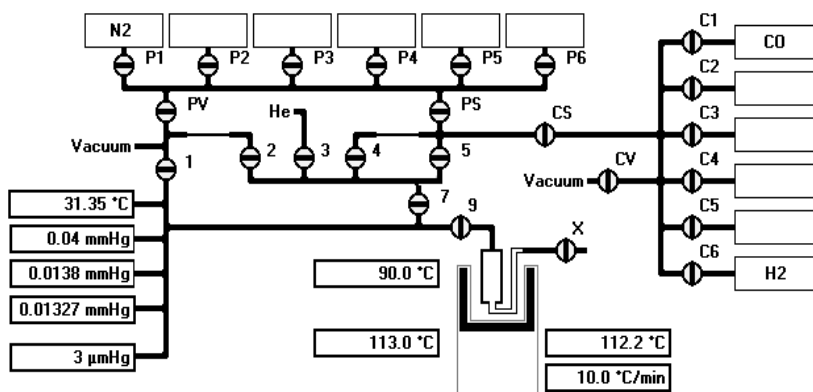 N2
P1 P2 P3 P4 P5 P6
C1
CO
C2
PV
He
PS
CS
C3
Vacuum
1 2 3 4 5
CV
C4
Vacuum
7
C5
31.35 °C
9
X
0.04 mmHg
C6
H2
0.0138 mmHg
90.0 °C
0.01327 mmHg
3 µmHg
113.0 °C
112.2 °C
10.0 °C/min